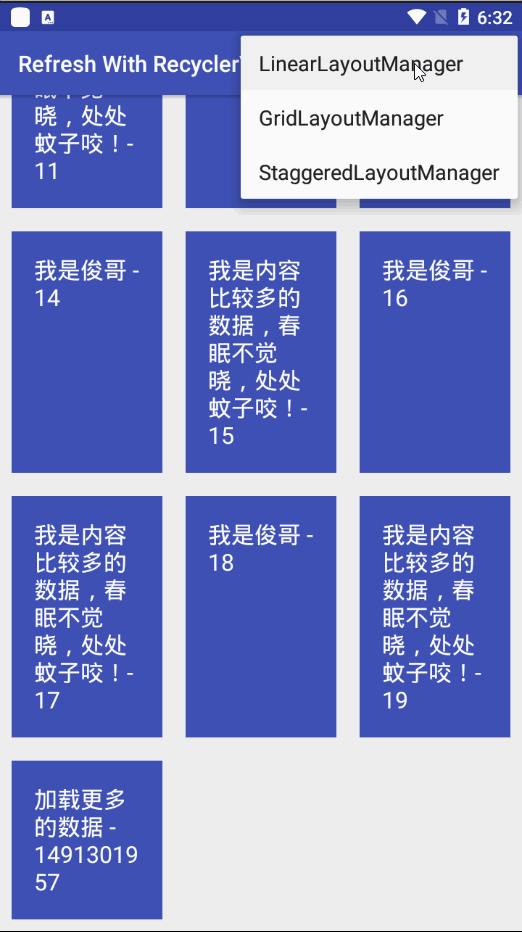 6:32
Refresh With Recycler
LinearLayoutManager
GridLayoutManager
StaggeredLayoutManager
晓，处处
蚊子咬！-
11
我是俊哥 -
14
我是内容
比较多的
数据，春
眠不觉
晓，处处
蚊子咬！-
15
我是俊哥 -
16
我是内容
比较多的
数据，春
眠不觉
晓，处处
蚊子咬！-
17
我是俊哥 -
18
我是内容
比较多的
数据，春
眠不觉
晓，处处
蚊子咬！-
19
加载更多
的数据 -
14913019
57